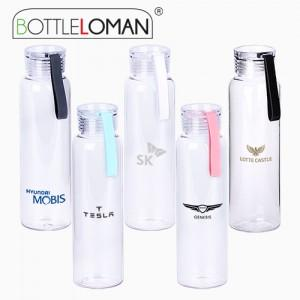 BOTTLELOMAN®
SK
LOTTE CASTLE
HYUNDAI
MOBIS
TESLA
GENESIS